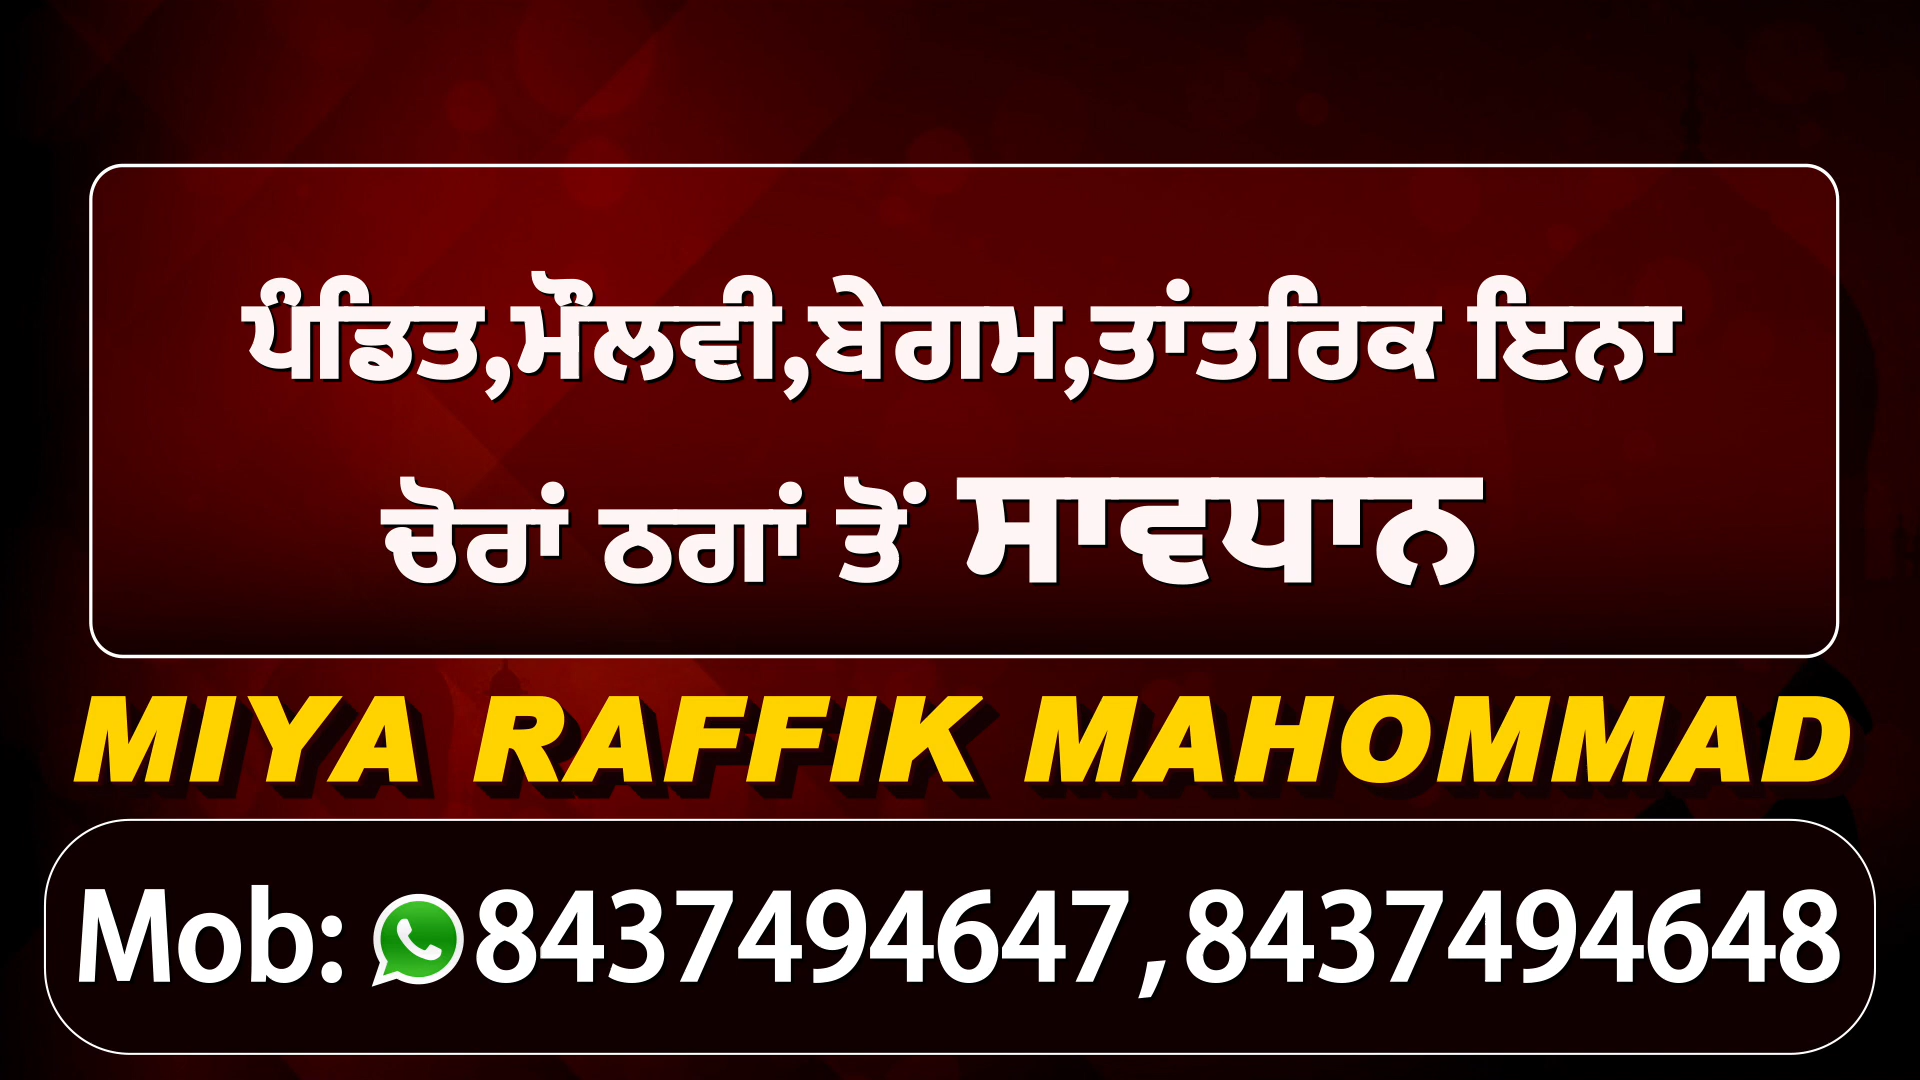 ਪੰਡਿਤ,ਮੌਲਵੀ,ਬੇਗਮ,ਤਾਂਤਰਿਕ ਇਨਾ
ਚੋਰਾਂ ਠਗਾਂ ਤੋਂ ਸਾਵਧਾਨ
MIYA RAFFIK MAHOMMAD
Mob: 8437494647, 8437494648